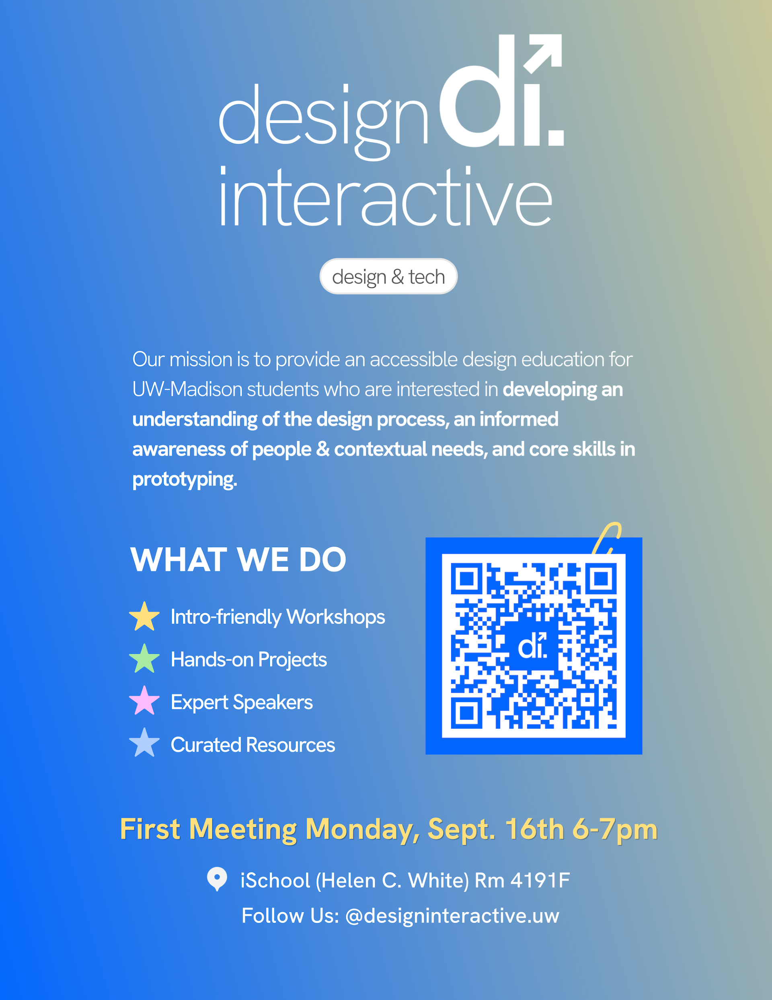 design di.
interactive
design & tech
Our mission is to provide an accessible design education for
UW-Madison students who are interested in developing an
understanding of the design process, an informed
awareness of people & contextual needs, and core skills in
prototyping.
WHAT WE DO
Intro-friendly Workshops
Hands-on Projects
Expert Speakers
Curated Resources
di.
First Meeting Monday, Sept. 16th 6-7pm
iSchool (Helen C. White) Rm 4191F
Follow Us: @designinteractive.uw